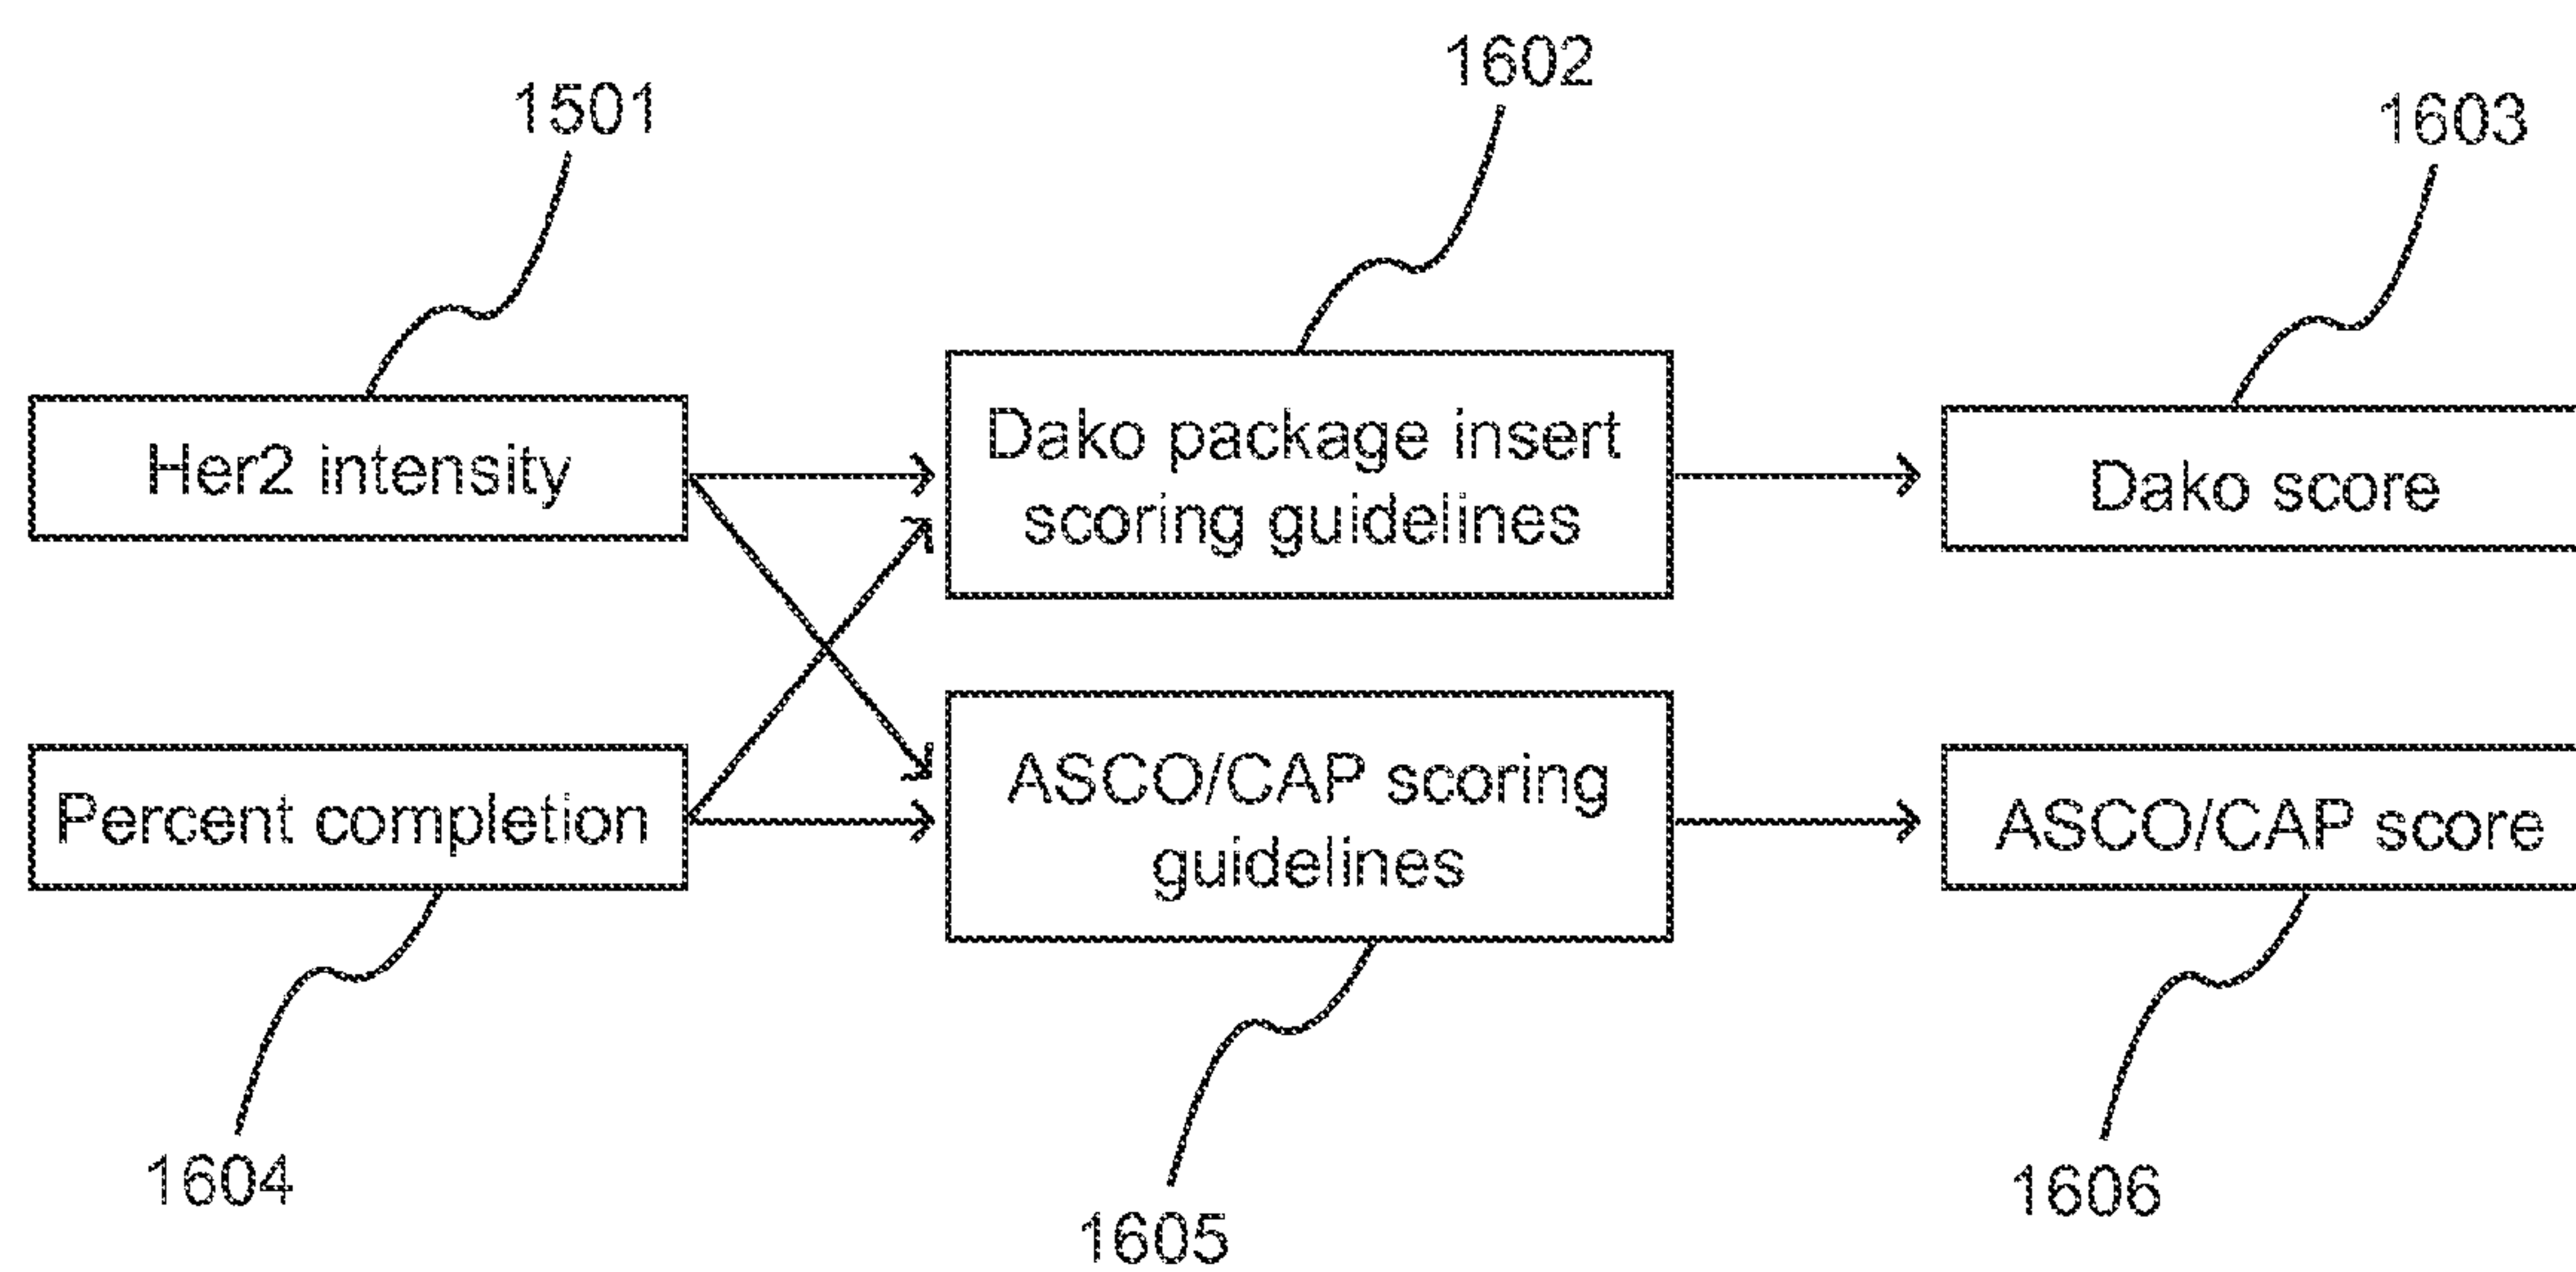 1602
1501
1603
Her2 intensity
Dako package insert
scoring guidelines
Dako score
Percent completion
ASCO/CAP scoring
guidelines
ASCO/CAP score
1604
1605
1606